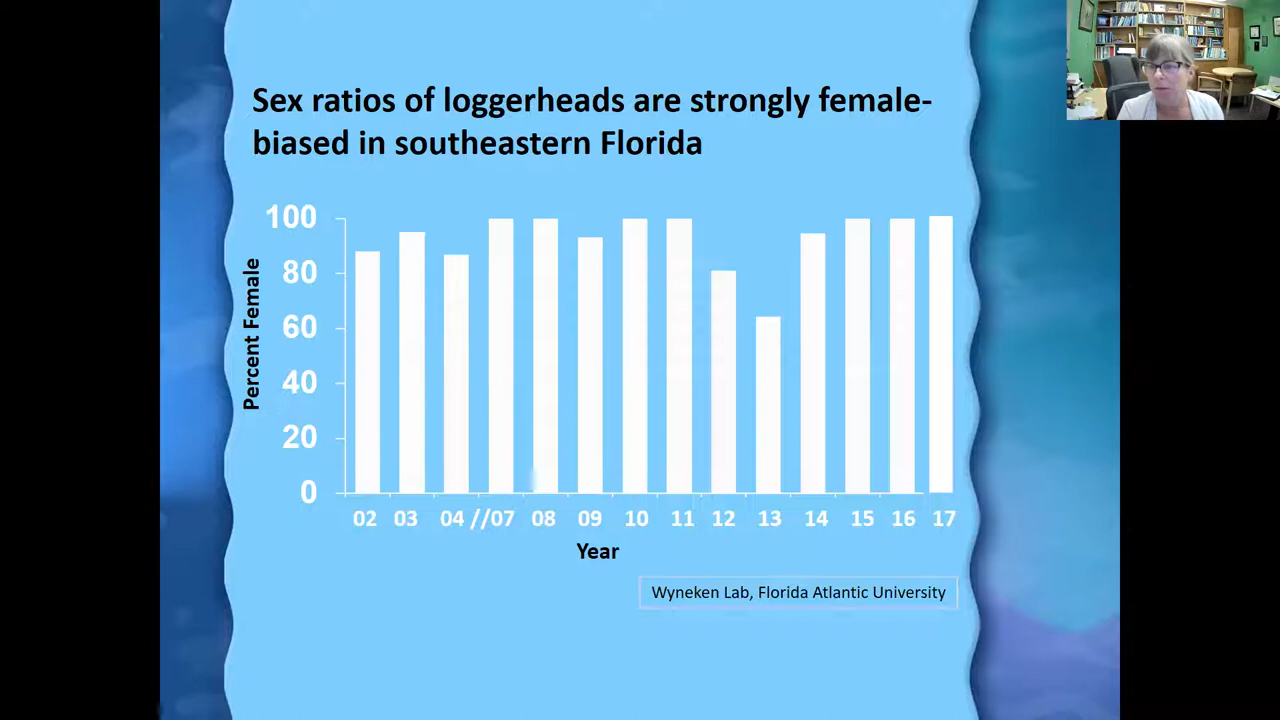 Sex ratios of loggerheads are strongly female-
biased in southeastern Florida
100
80
60
40
20
0
Percent Female
02 03 04 //07 08 09 10 11 12 13 14 15 16 17
Year
Wyneken Lab, Florida Atlantic University